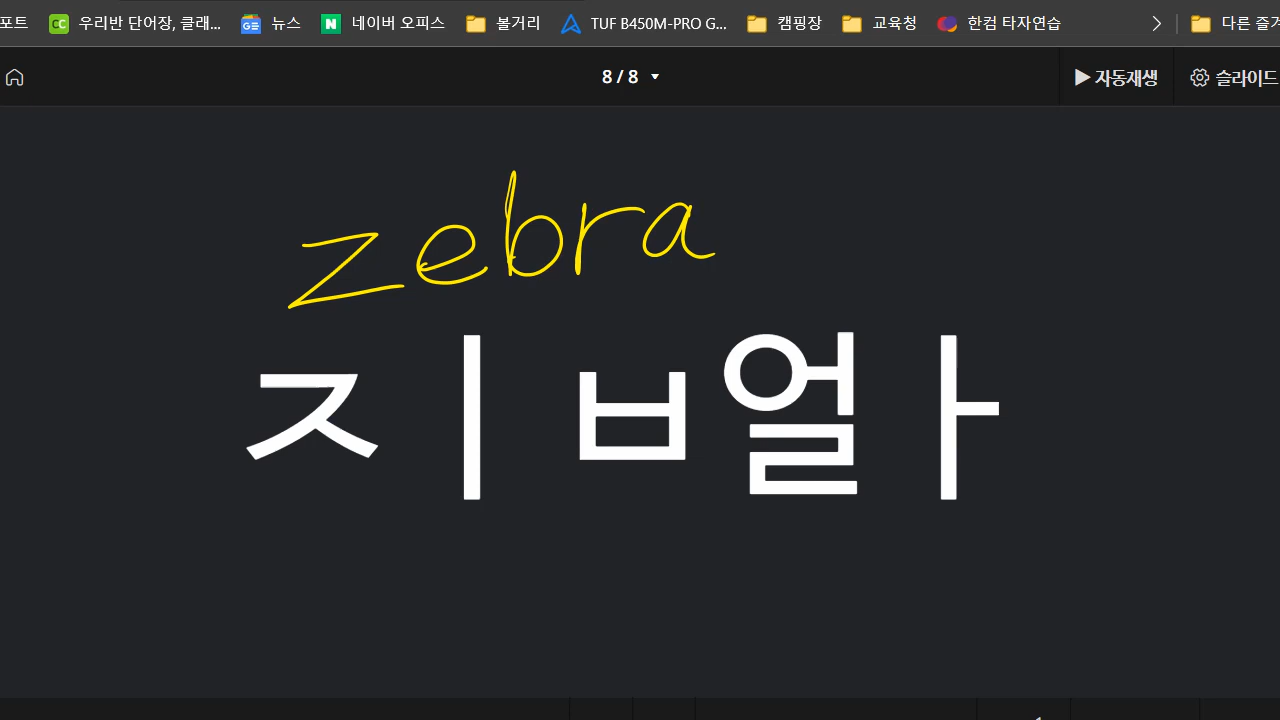 포트 우리반 단어장, 클래... 뉴스 네이버 오피스 볼거리 TUF B450M-PRO G... 캠핑장 교육청 한컴 타자연습 다른 즐겨
8 / 8 자동재생 슬라이드
zebra
ㅈㅣㅂ얼ㅏ